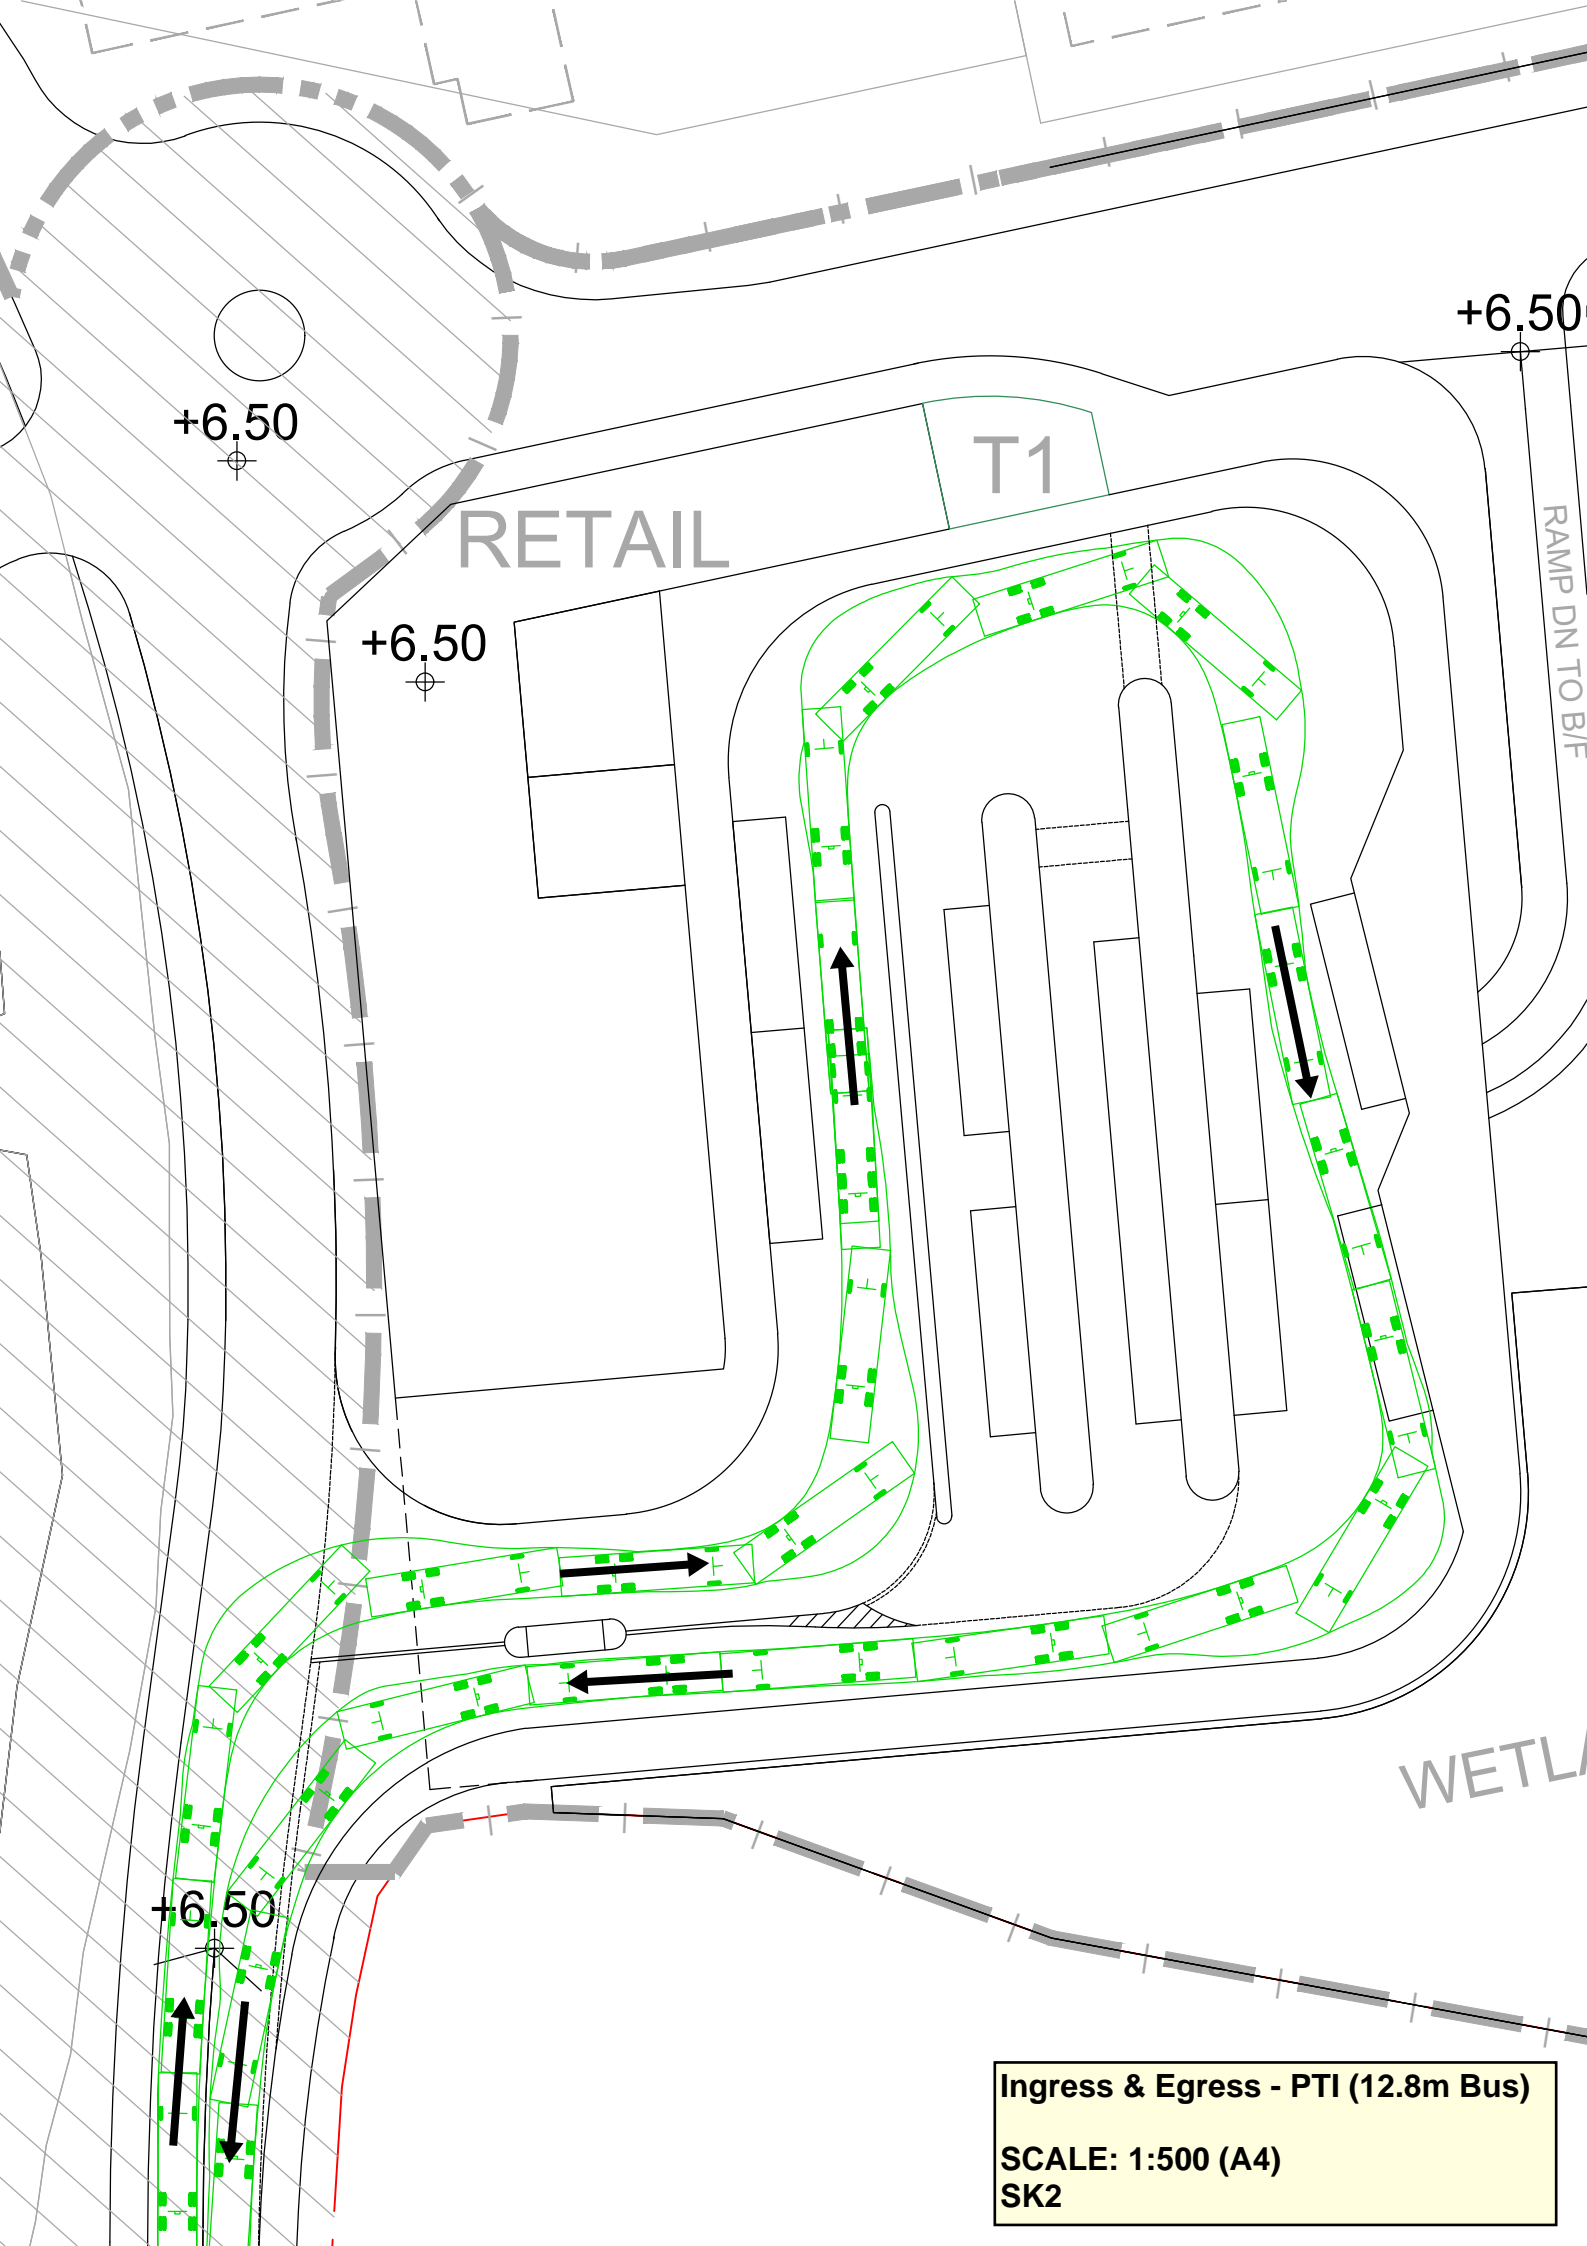 +6.50
+6.50
T1
RETAIL
+6.50
RAMP DN TO B/F
WETLA
+6.50
Ingress & Egress - PTI (12.8m Bus)
SCALE: 1:500 (A4)
SK2